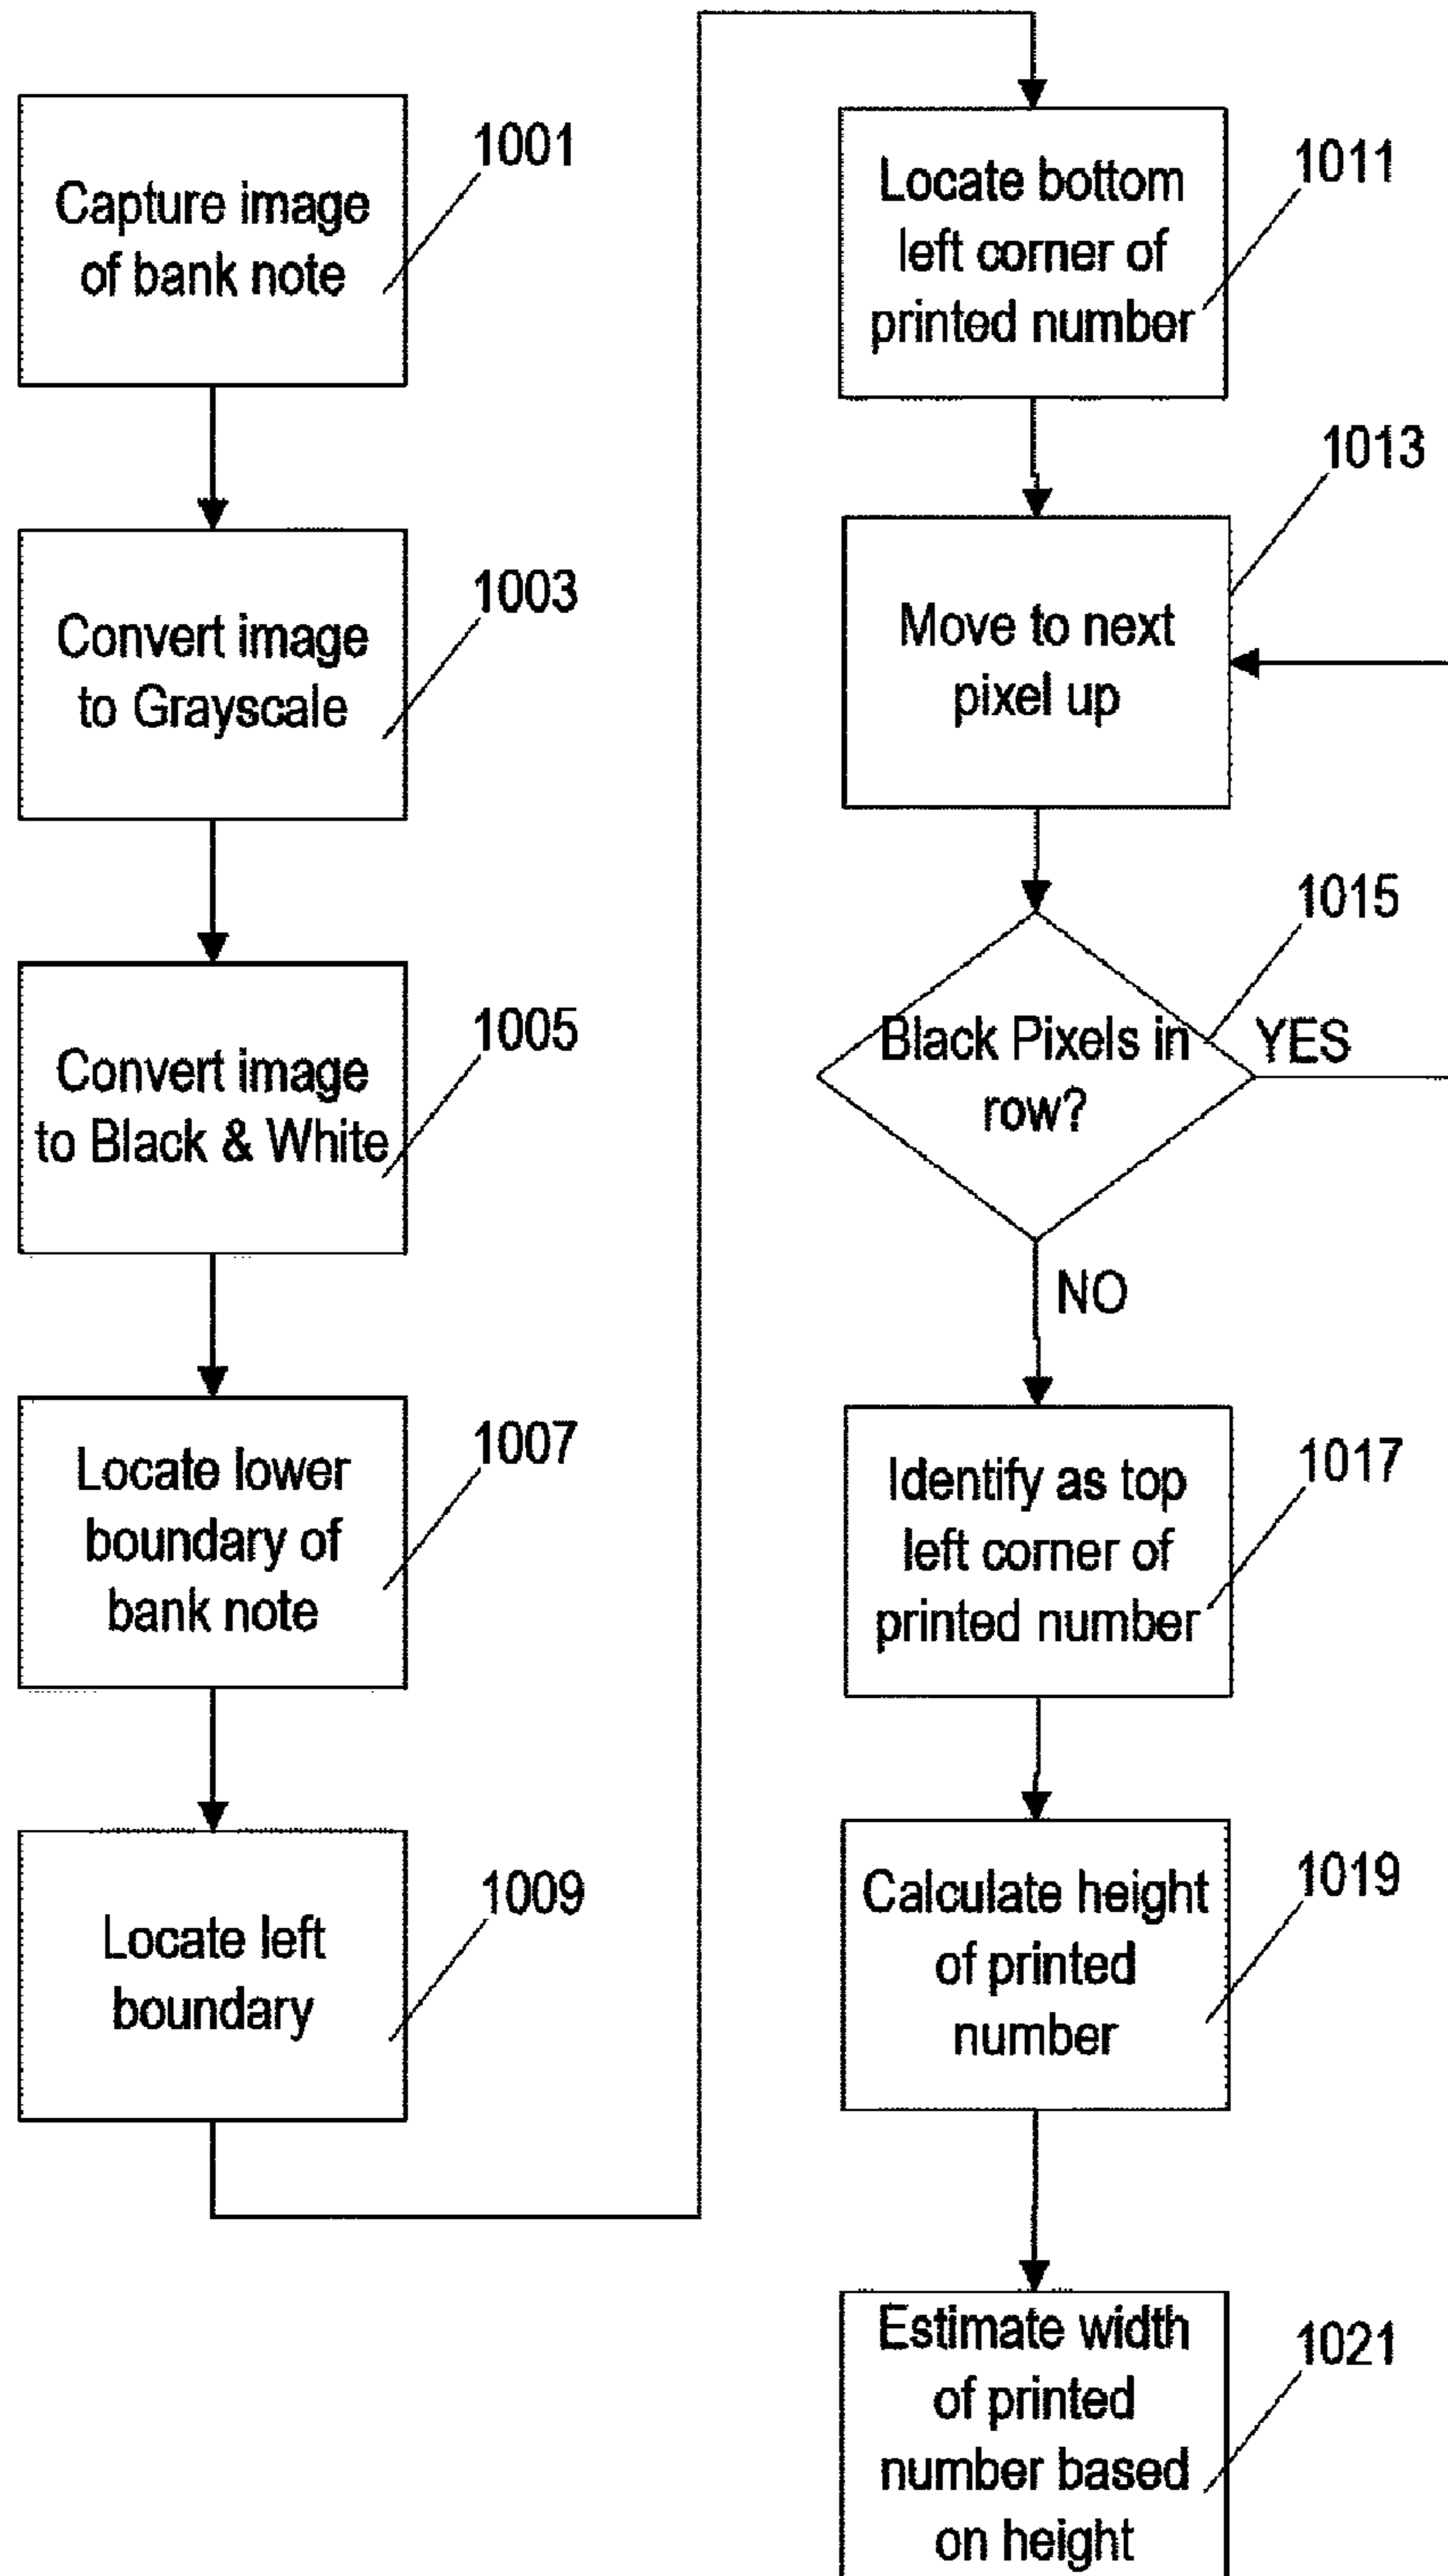 Capture image
of bank note
1001
Convert image
to Grayscale
1003
Convert image
to Black & White
1005
Locate lower
boundary of
bank note
1007
Locate left
boundary
1009
Locate bottom
left corner of
printed number
1011
Move to next
pixel up
1013
Black Pixels in
row?
1015
YES
NO
Identify as top
left corner of
printed number
1017
Calculate height
of printed
number
1019
Estimate width
of printed
number based
on height
1021